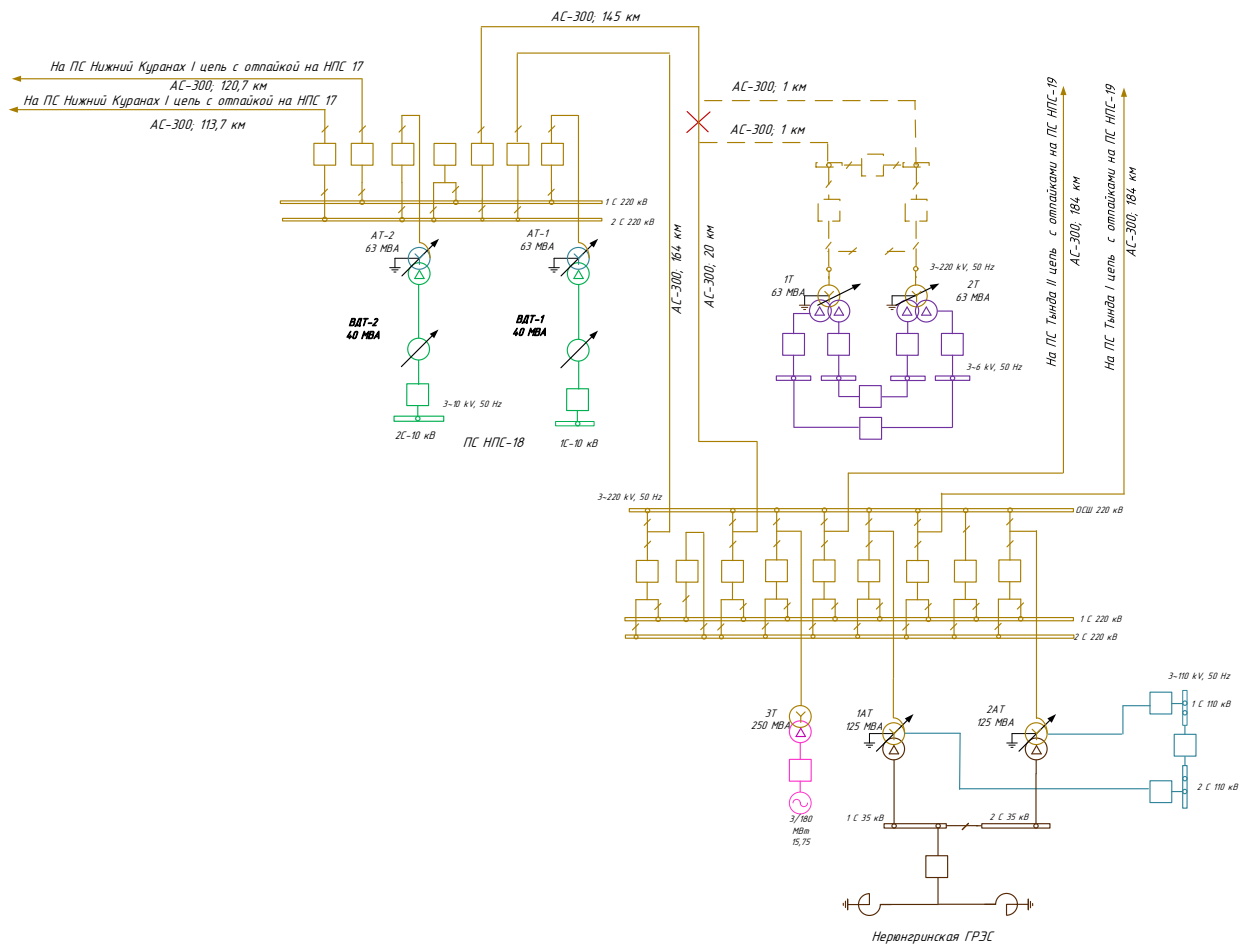 АС-300; 145 км
На ПС Нижний Куранах I цепь с отпайкой на НПС 17
АС-300; 120,7 км
На ПС Нижний Куранах I цепь с отпайкой на НПС 17
АС-300; 113,7 км
АС-300; 1 км
АС-300; 1 км
1 С 220 кВ
2 С 220 кВ
АТ-2
63 МВА
АТ-1
63 МВА
АС-300; 164 км
АС-300; 20 км
3~220 kV, 50 Hz
1Т
63 МВА
2Т
63 МВА
На ПС Тында II цепь с отпайками на ПС НПС-19
АС-300; 184 км
На ПС Тында I цепь с отпайками на ПС НПС-19
АС-300; 184 км
ВДТ-2
40 МВА
ВДТ-1
40 МВА
3~6 kV, 50 Hz
3~10 kV, 50 Hz
2С-10 кВ
ПС НПС-18
1С-10 кВ
3~220 kV, 50 Hz
ОСШ 220 кВ
1 С 220 кВ
2 С 220 кВ
3~110 kV, 50 Hz
1 С 110 кВ
2 С 110 кВ
3Т
250 МВА
1АТ
125 МВА
2АТ
125 МВА
3/180
МВт
15,75
1 С 35 кВ
2 С 35 кВ
Нерюнгринская ГРЭС